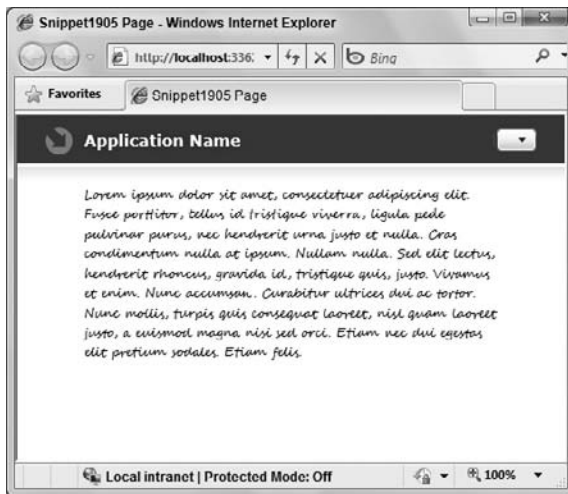 Snippet1905 Page - Windows Internet Explorer
http://localhost:336
Bing
Favorites
Snippet1905 Page
Application Name
Lorem ipsum dolor sit amet, consectetuer adipiscing elit.
Fusce porttitor, tellus id tristique viverra, ligula pede
pulvinar purus, nec hendrerit urna justo et nulla. Cras
condimentum nulla at ipsum. Nullam nulla. Sed elit lectus,
hendrerit rhoncus, gravida id, tristique quis, justo. Vivamus
et enim. Nunc accumsan. Curabitur ultrices dui ac tortor.
Nunc mollis, turpis quis consequat laoreet, nisl quam laoreet
justo, a euismod magna nisi sed orci. Etiam nec dui egestas
elit pretium sodales. Etiam felis.
Local intranet | Protected Mode: Off
100%